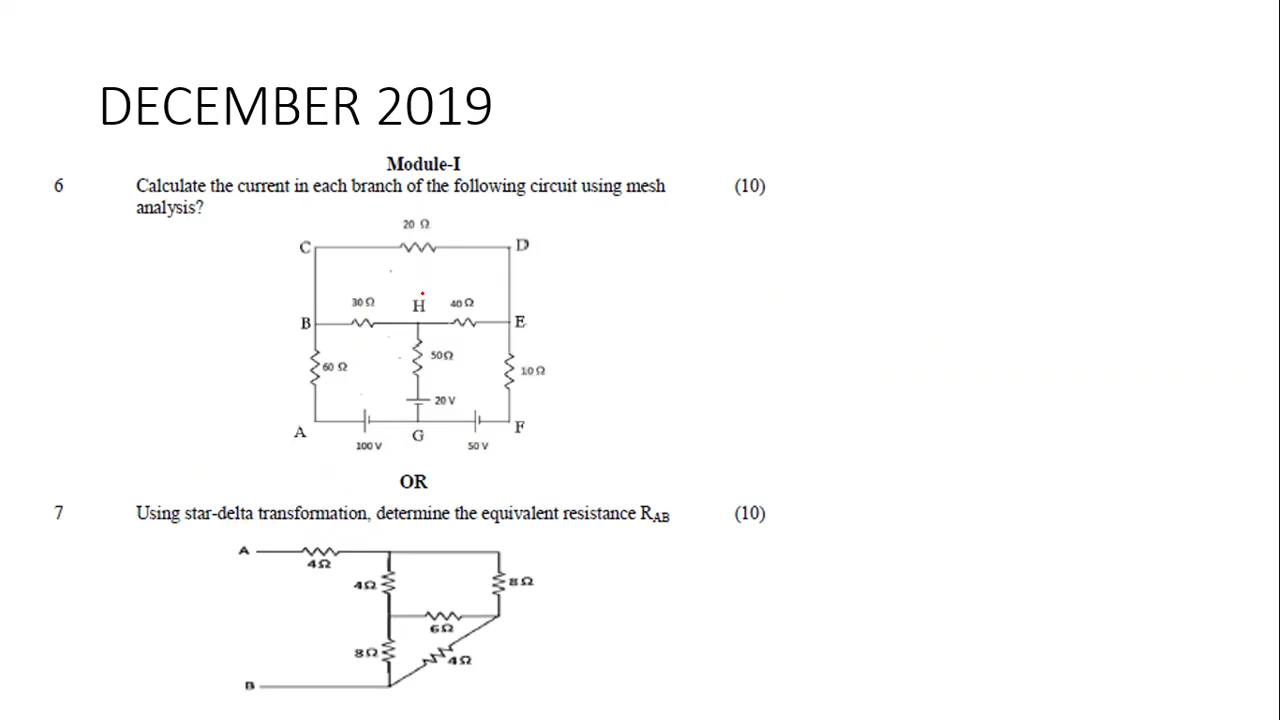 DECEMBER 2019
Module-I
6 Calculate the current in each branch of the following circuit using mesh (10)
analysis?
20 Ω
C D
30 Ω H 40 Ω
B E
50Ω
60 Ω 10 Ω
20 V
A G F
100 V 50 V
OR
7 Using star-delta transformation, determine the equivalent resistance RAB (10)
A
4Ω
4Ω 8Ω
6Ω
8Ω 4Ω
B